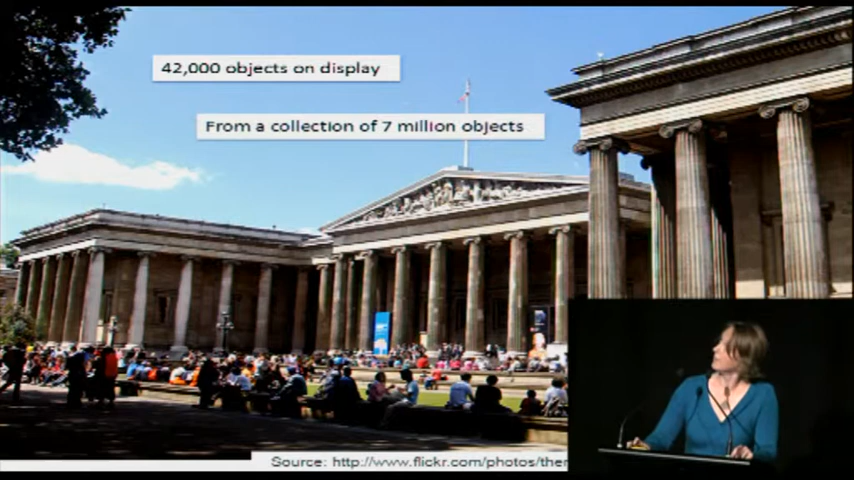 42,000 objects on display
From a collection of 7 million objects
Source: http://www.flickr.com/photos/ther